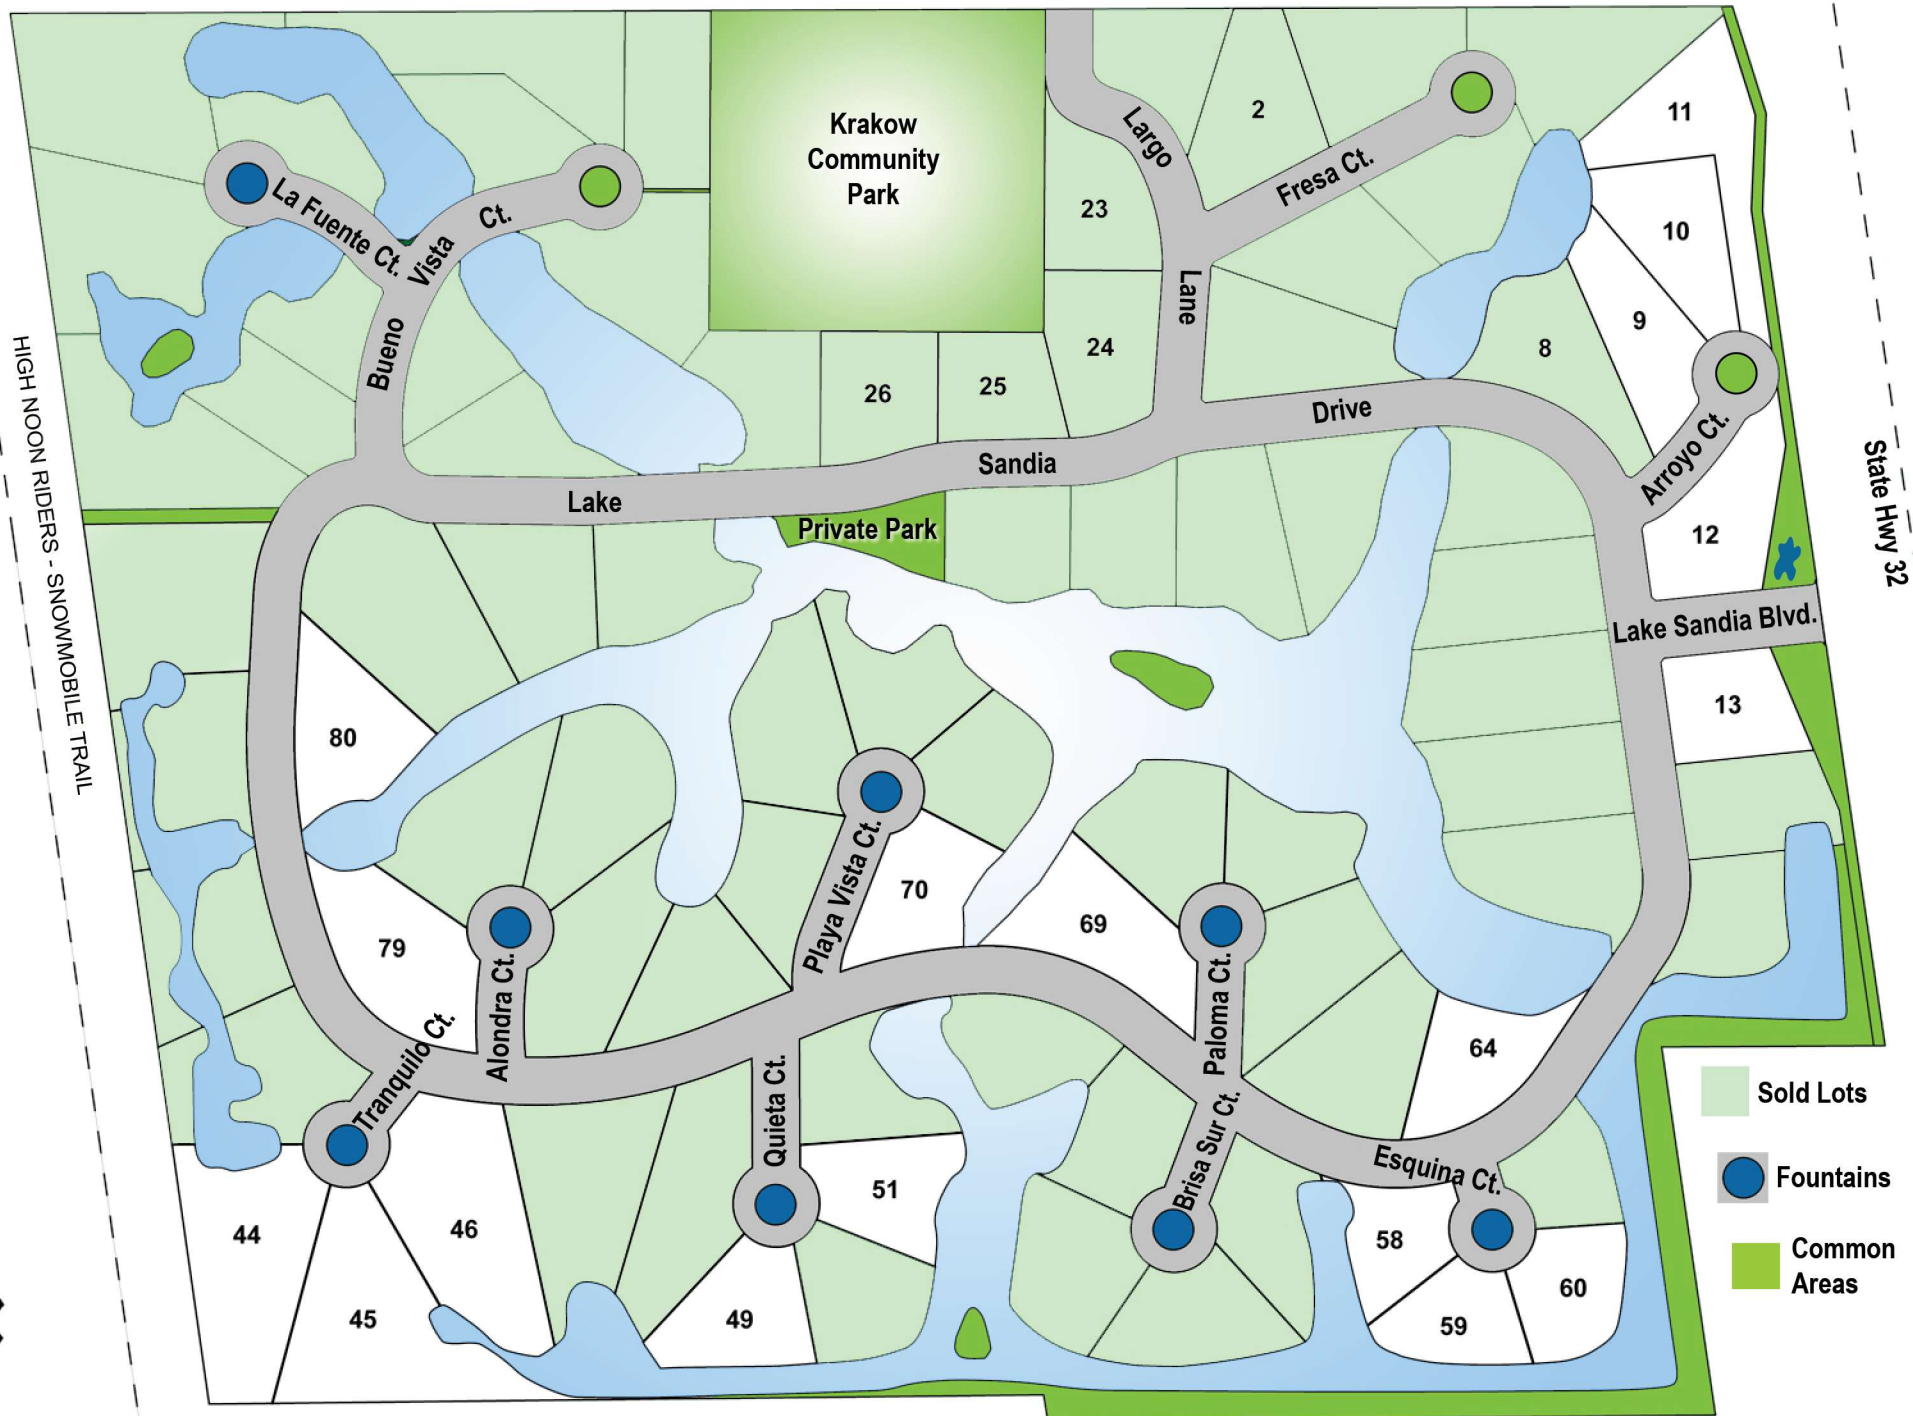 Krakow
Community
Park
Largo
Lane
2
Fresa Ct.
11
10
9
8
23
24
25
26
La Fuente Ct.
Bueno
Vista
Ct.
HIGH NOON RIDERS - SNOWMOBILE TRAIL
Lake
Sandia
Drive
Arroyo Ct.
State Hwy 32
Private Park
12
Lake Sandia Blvd.
13
80
79
70
69
64
Playa Vista Ct.
Alondra Ct.
Tranquilo Ct.
Paloma Ct.
Quieta Ct.
Brisa Sur Ct.
Esquina Ct.
44
45
46
49
51
58
59
60
Sold Lots
Fountains
Common
Areas